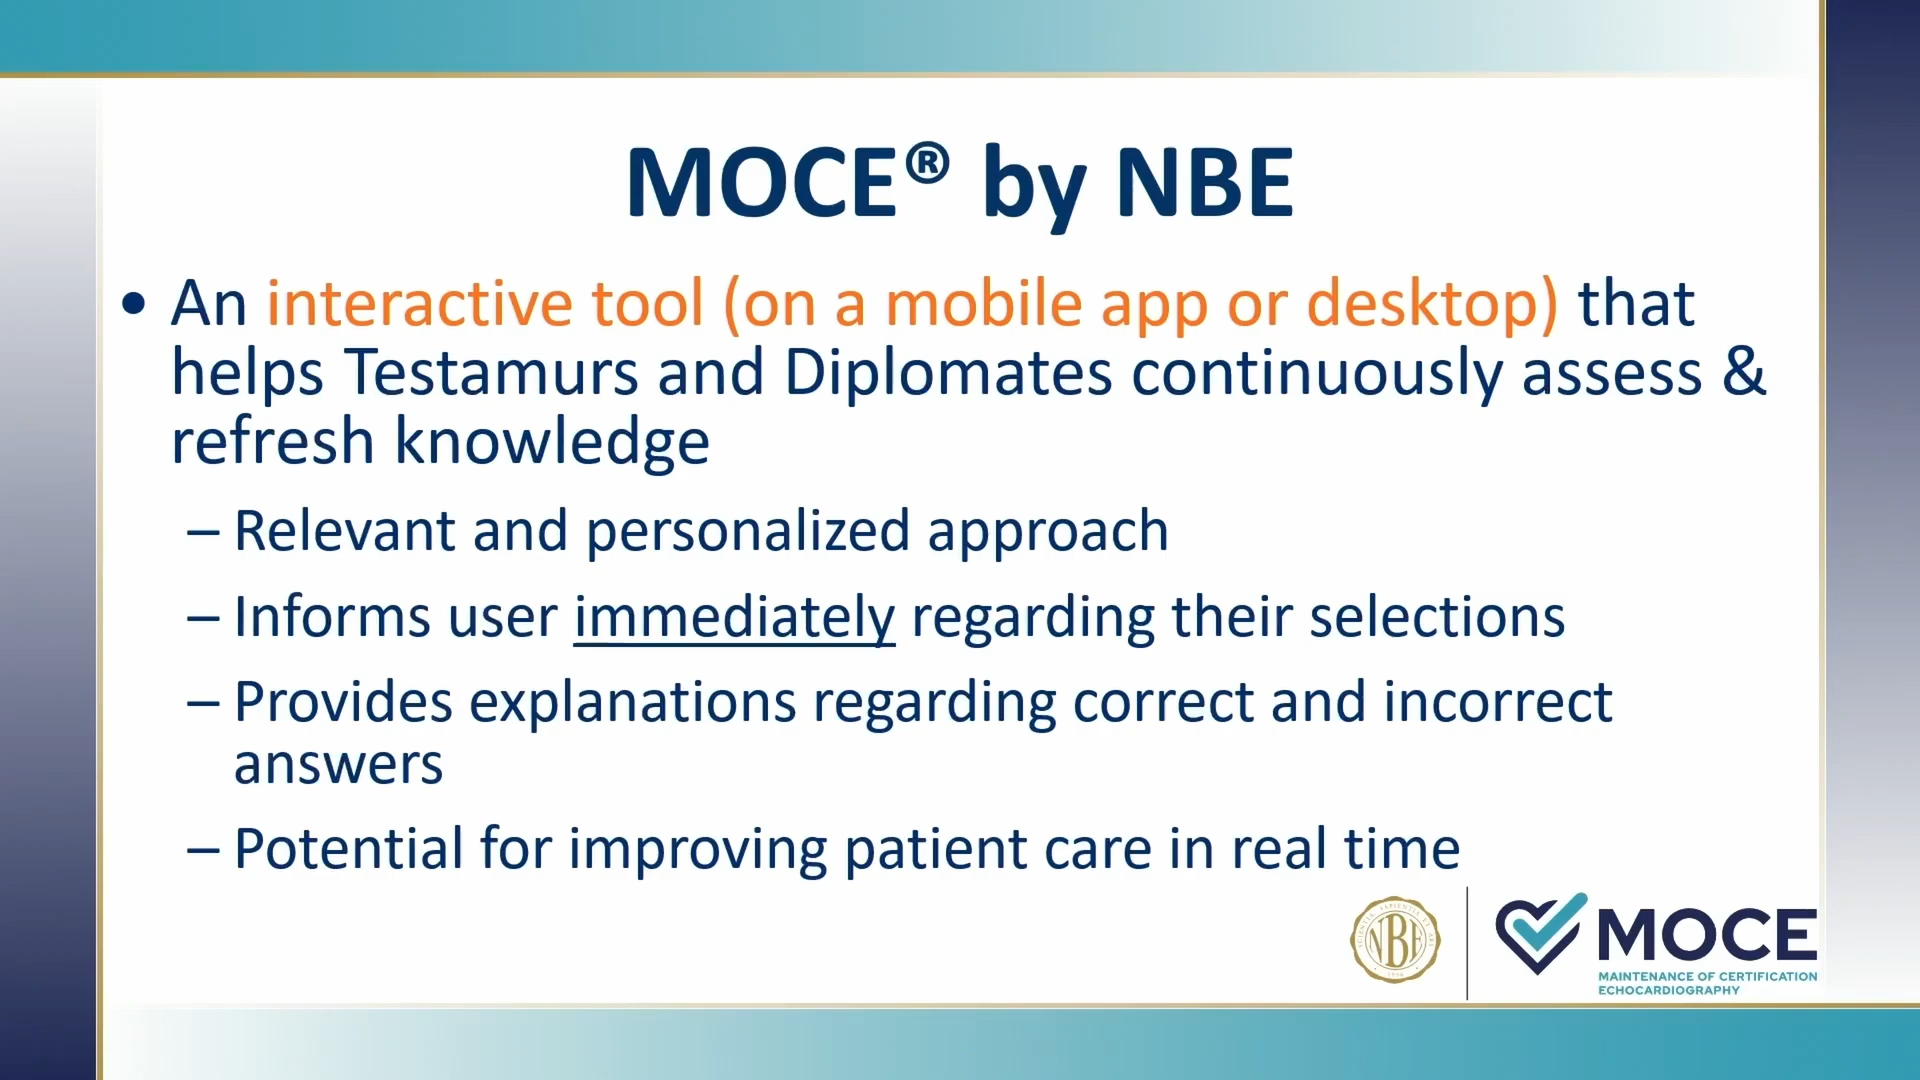 MOCE® by NBE
• An interactive tool (on a mobile app or desktop) that
helps Testamurs and Diplomates continuously assess &
refresh knowledge
– Relevant and personalized approach
– Informs user immediately regarding their selections
– Provides explanations regarding correct and incorrect
answers
– Potential for improving patient care in real time
NBE
MOCE
MAINTENANCE OF CERTIFICATION
ECHOCARDIOGRAPHY